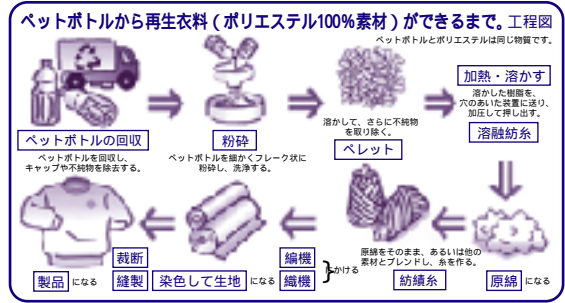 ペットボトルから再生衣料(ポリエステル100%素材)ができるまで。工程図
ペットボトルとポリエステルは同じ物質です。
ペットボトルの回収
ペットボトルを回収し、
キャップや不純物を除去する。
粉砕
ペットボトルを細かくフレーク状に
粉砕し、洗浄する。
溶かして、さらに不純物
を取り除く。
ペレット
加熱・溶かす
溶かした樹脂を、
穴のあいた装置に送り、
加圧して押し出す。
溶融紡糸
原綿 になる
原綿をそのまま、あるいは他の
素材とブレンドし、糸を作る。
紡績糸
編機
織機
にかける
染色して生地 になる
裁断
縫製
製品 になる